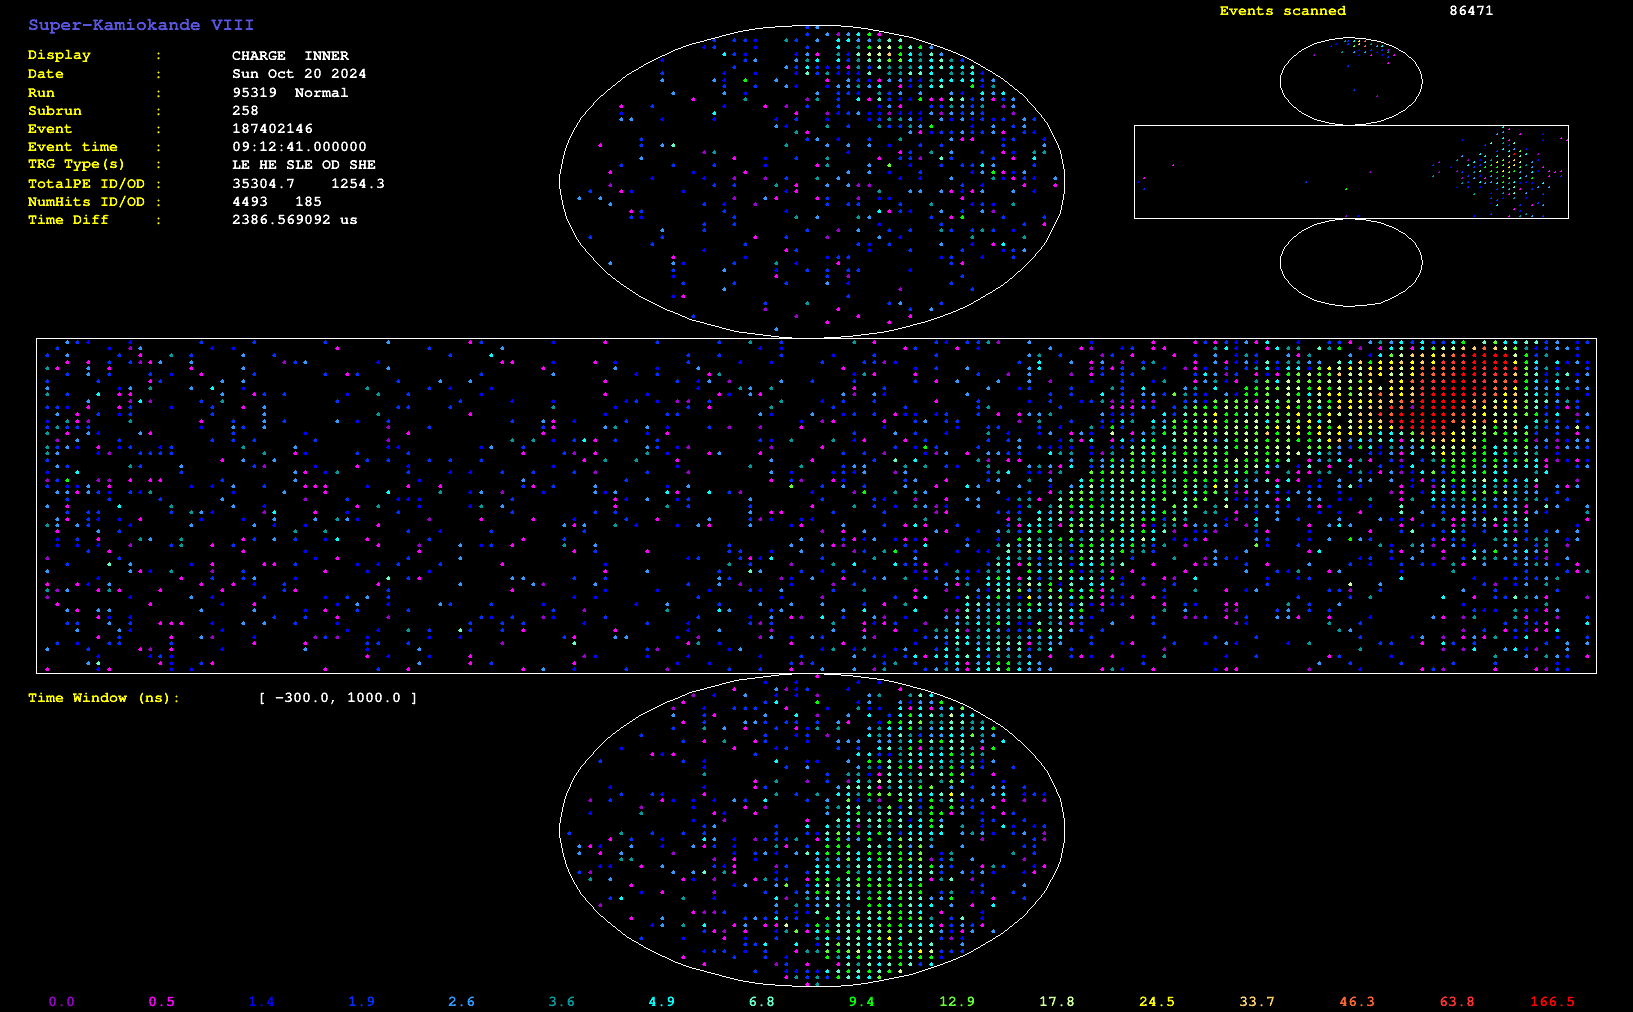 Super-Kamiokande VIII
Events scanned 86471
Display : CHARGE INNER
Date : Sun Oct 20 2024
Run : 95319 Normal
Subrun : 258
Event : 187402146
Event time : 09:12:41.000000
TRG Type(s) : LE HE SLE OD SHE
TotalPE ID/OD : 35304.7 1254.3
NumHits ID/OD : 4493 185
Time Diff : 2386.569092 us
Time Window (ns): [ -300.0, 1000.0 ]
0.0 0.5 1.4 1.9 2.6 3.6 4.9 6.8 9.4 12.9 17.8 24.5 33.7 46.3 63.8 166.5